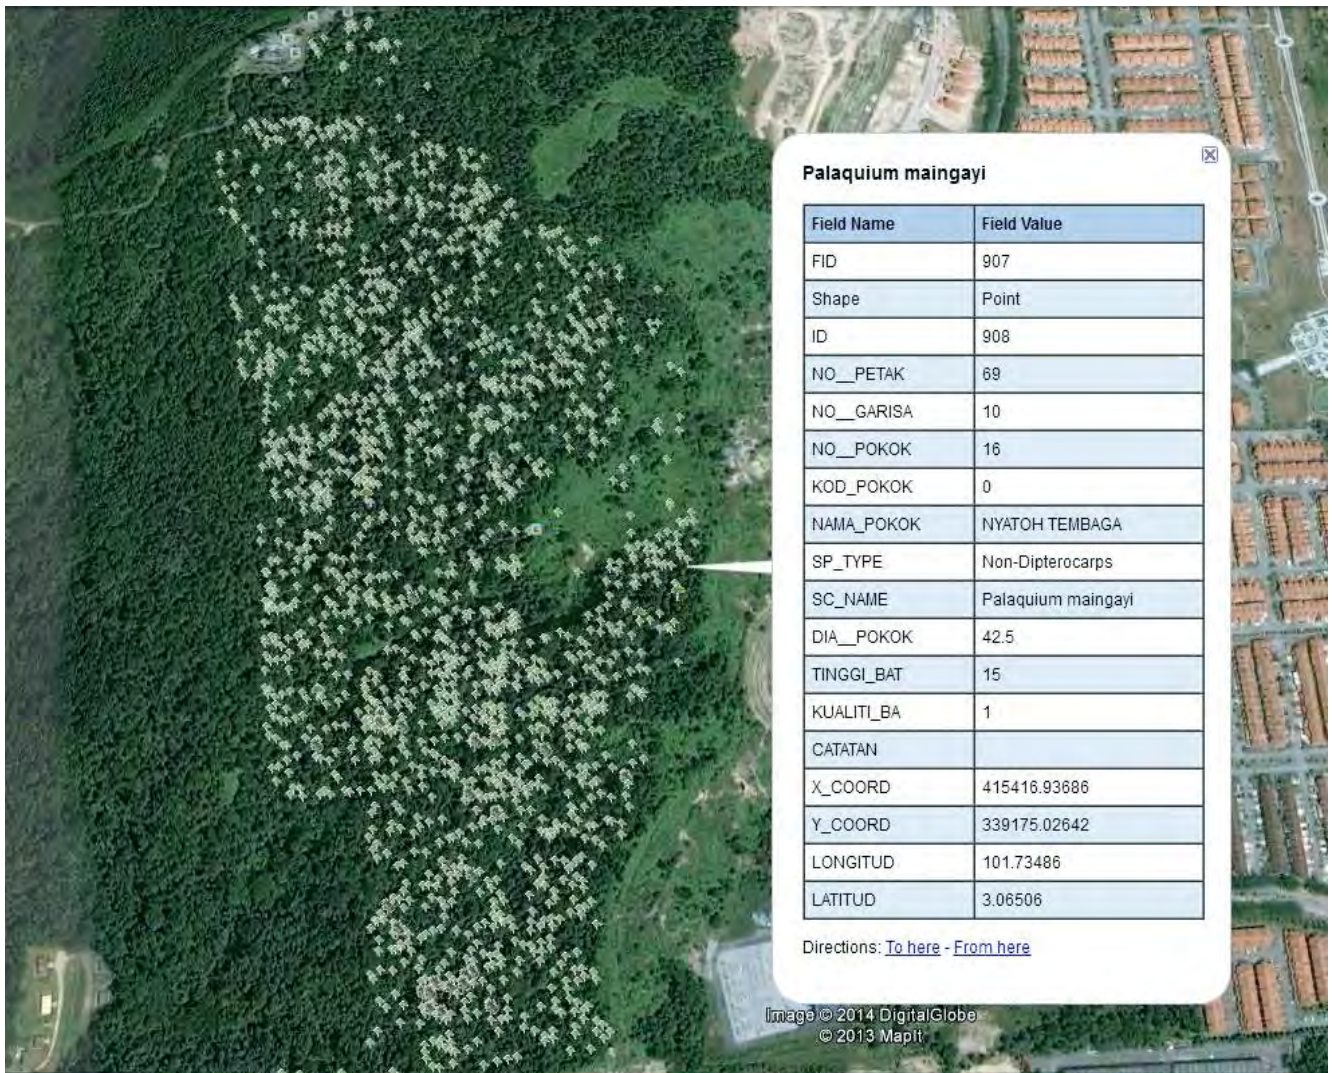 Palaquium maingayi
Field Name Field Value
FID 907
Shape Point
ID 908
NO__PETAK 69
NO__GARISA 10
NO__POKOK 16
KOD_POKOK 0
NAMA_POKOK NYATOH TEMBAGA
SP_TYPE Non-Dipterocarps
SC_NAME Palaquium maingayi
DIA__POKOK 42.5
TINGGI_BAT 15
KUALITI_BA 1
CATATAN
X_COORD 415416.93686
Y_COORD 339175.02642
LONGITUD 101.73486
LATITUD 3.06506
Directions: To here - From here
Image © 2014 DigitalGlobe
© 2013 MapIt